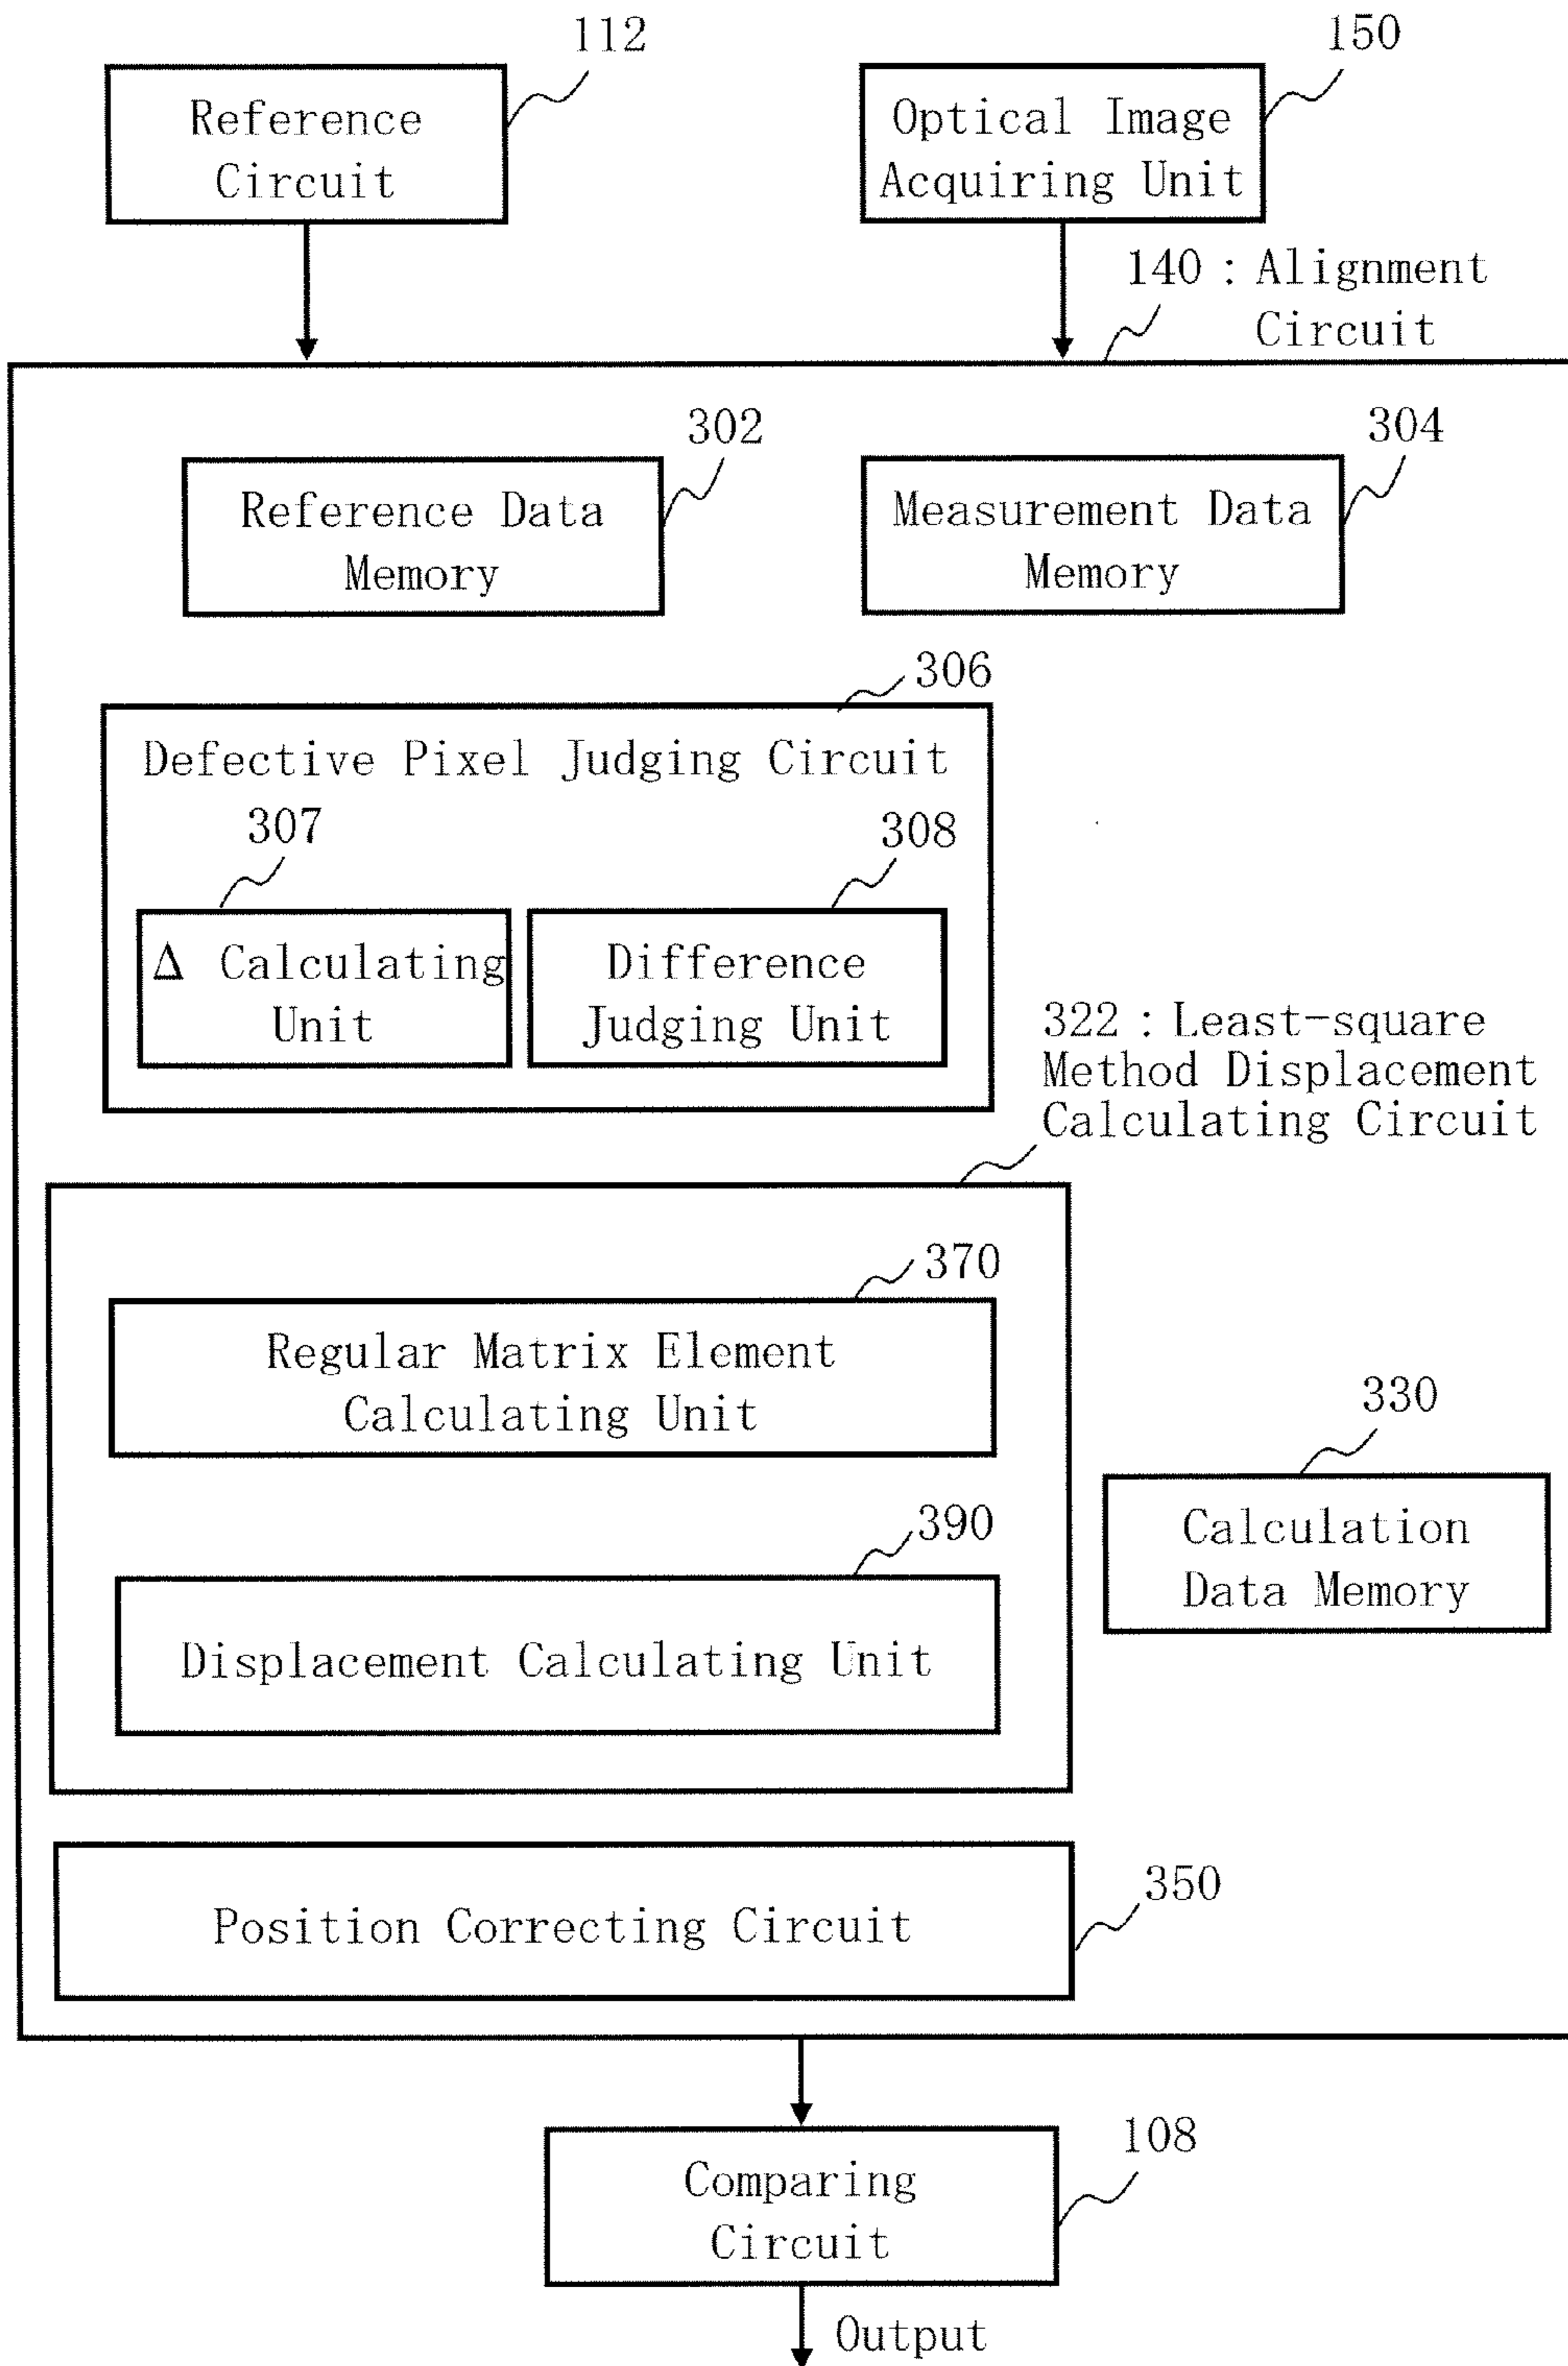 112
Reference
Circuit
150
Optical Image
Acquiring Unit
140 : Alignment
Circuit
302
Reference Data
Memory
304
Measurement Data
Memory
306
Defective Pixel Judging Circuit
307
Δ Calculating
Unit
308
Difference
Judging Unit
322 : Least-square
Method Displacement
Calculating Circuit
370
Regular Matrix Element
Calculating Unit
390
Displacement Calculating Unit
330
Calculation
Data Memory
350
Position Correcting Circuit
108
Comparing
Circuit
Output